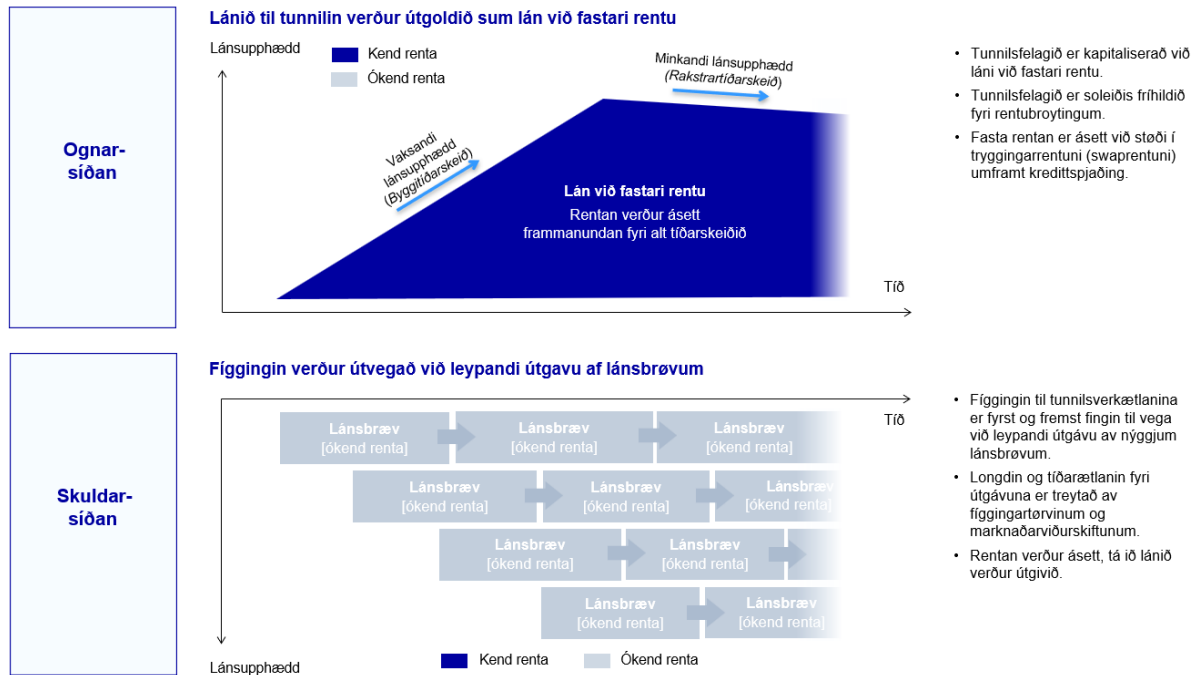 Ognar-
síðan
Lánið til tunnilin verður útgoldið sum lán við fastari rentu
Lánsupphædd
Kend renta
Ókend renta
Vaksandi
lánsupphædd
(Byggitíðarskeið)
Minkandi lánsupphædd
(Rakstrartíðarskeið)
Lán við fastari rentu
Rentan verður ásett
frammanundan fyri alt tíðarskeiðið
Tíð
• Tunnilsfelagið er kapitaliserað við
láni við fastari rentu.
• Tunnilsfelagið er soleiðis fríhildið
fyri rentubroytingum.
• Fasta rentan er ásett við støði í
tryggingarrentuni (swaprentuni)
umframt kredittspjaðing.
Skuldar-
síðan
Fíggingin verður útvegað við leypandi útgavu af lánsbrøvum
Tíð
Lánsbræv
[ókend renta]
Lánsbræv
[ókend renta]
Lánsbræv
[ókend renta]
Lánsbræv
[ókend renta]
Lánsbræv
[ókend renta]
Lánsbræv
[ókend renta]
Lánsbræv
[ókend renta]
Lánsbræv
[ókend renta]
Lánsbræv
[ókend renta]
Lánsbræv
[ókend renta]
Lánsupphædd
Kend renta
Ókend renta
• Fíggingin til tunnilsverkætlanina
er fyrst og fremst fingin til vega
við leypandi útgávu av nýggjum
lánsbrøvum.
• Longdin og tíðarætlanin fyri
útgávuna er treytað av
fíggingartørvinum og
marknaðarviðurskiftunum.
• Rentan verður ásett, tá ið lánið
verður útgivið.